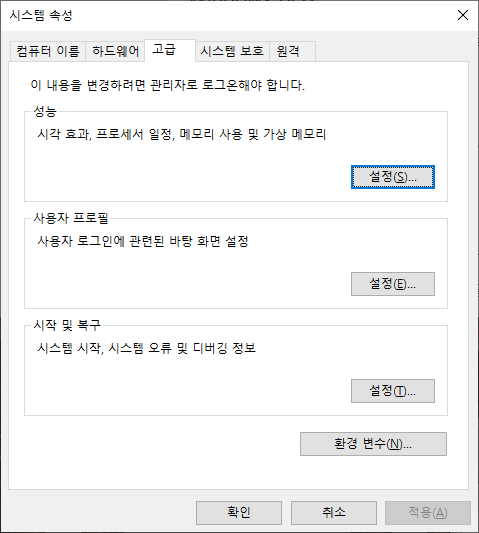 시스템 속성
컴퓨터 이름 하드웨어 고급 시스템 보호 원격
이 내용을 변경하려면 관리자로 로그온해야 합니다.
성능
시각 효과, 프로세서 일정, 메모리 사용 및 가상 메모리
설정(S)...
사용자 프로필
사용자 로그인에 관련된 바탕 화면 설정
설정(E)...
시작 및 복구
시스템 시작, 시스템 오류 및 디버깅 정보
설정(T)...
환경 변수(N)...
확인 취소 적용(A)